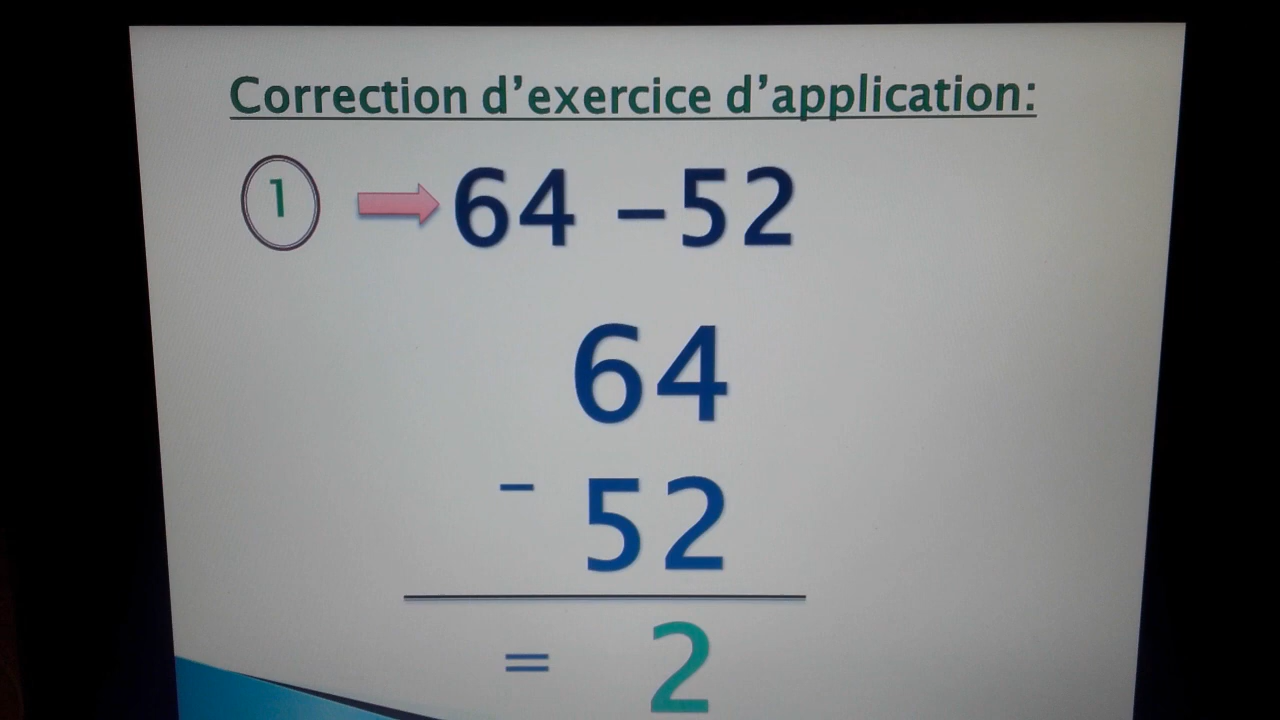 Correction d'exercice d'application:
1 64 –52
64
- 52
= 2